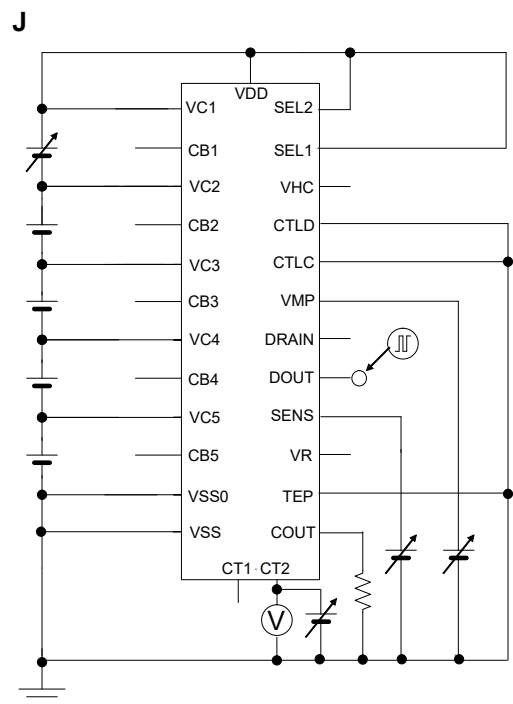 J
VDD
VC1 SEL2
CB1 SEL1
VC2 VHC
CB2 CTLD
VC3 CTLC
CB3 VMP
VC4 DRAIN
CB4 DOUT
VC5 SENS
CB5 VR
VSS0 TEP
VSS COUT
CT1 CT2
V